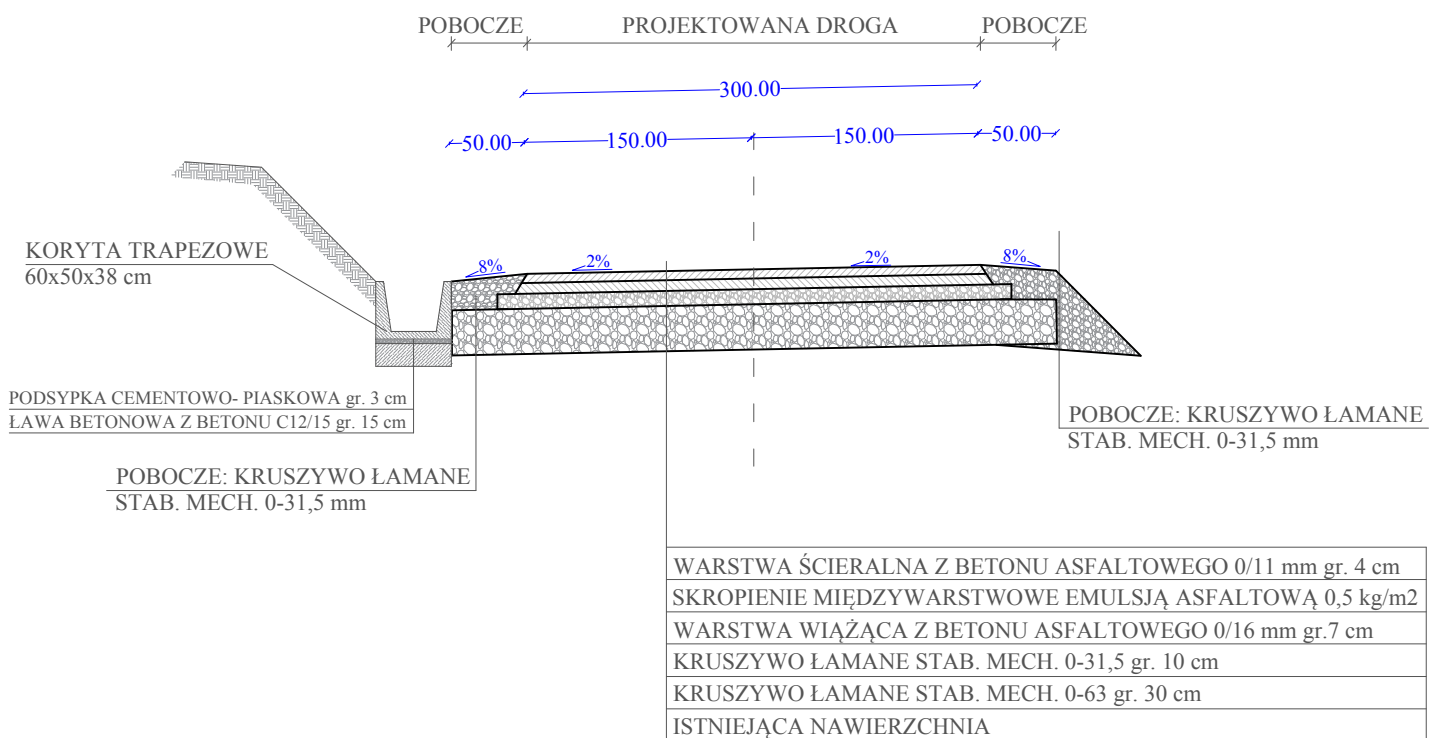 POBOCZE PROJEKTOWANA DROGA POBOCZE
300.00
50.00 150.00 150.00 50.00
KORYTA TRAPEZOWE
60x50x38 cm
8% 2% 2% 8%
PODSYPKA CEMENTOWO- PIASKOWA gr. 3 cm
ŁAWA BETONOWA Z BETONU C12/15 gr. 15 cm
POBOCZE: KRUSZYWO ŁAMANE
STAB. MECH. 0-31,5 mm
POBOCZE: KRUSZYWO ŁAMANE
STAB. MECH. 0-31,5 mm
WARSTWA ŚCIERALNA Z BETONU ASFALTOWEGO 0/11 mm gr. 4 cm
SKROPIENIE MIĘDZYWARSTWOWE EMULSJĄ ASFALTOWĄ 0,5 kg/m2
WARSTWA WIĄŻĄCA Z BETONU ASFALTOWEGO 0/16 mm gr.7 cm
KRUSZYWO ŁAMANE STAB. MECH. 0-31,5 gr. 10 cm
KRUSZYWO ŁAMANE STAB. MECH. 0-63 gr. 30 cm
ISTNIEJĄCA NAWIERZCHNIA